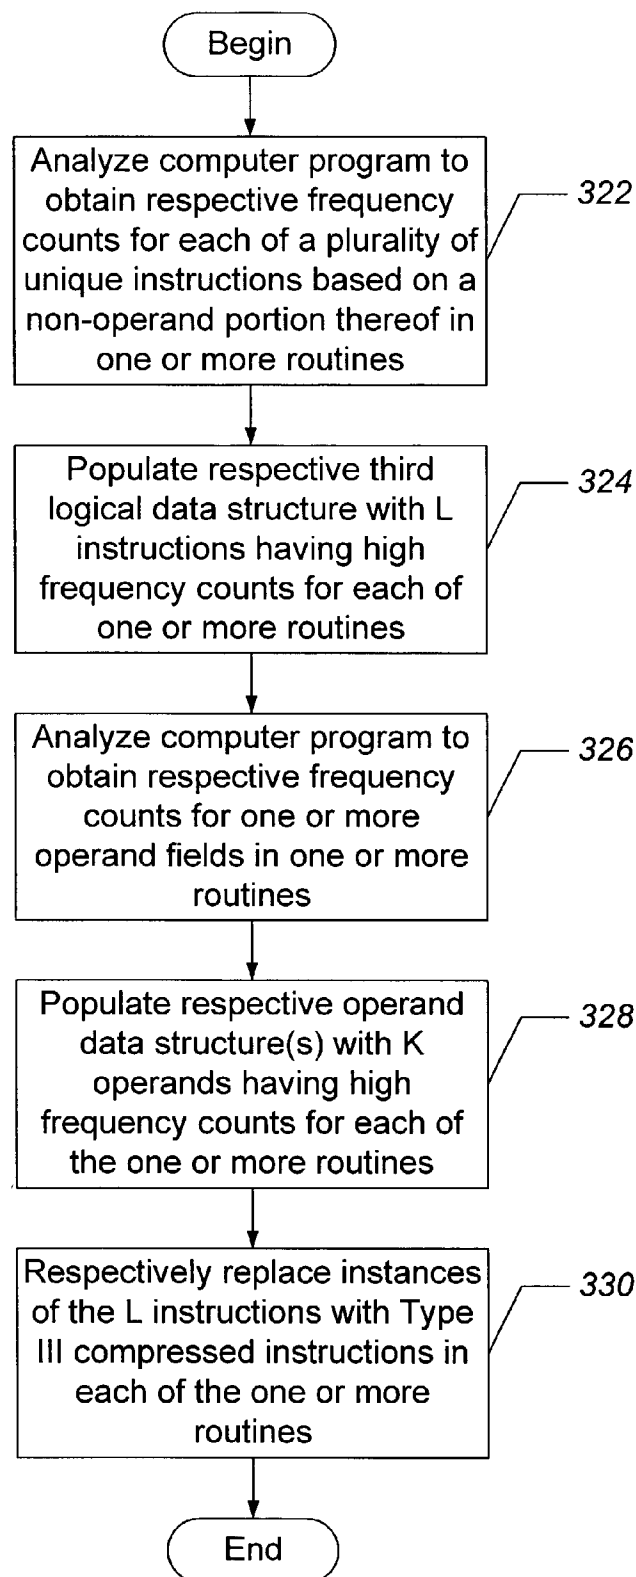 Begin
Analyze computer program to
obtain respective frequency
counts for each of a plurality of
unique instructions based on a
non-operand portion thereof in
one or more routines
322
Populate respective third
logical data structure with L
instructions having high
frequency counts for each of
one or more routines
324
Analyze computer program to
obtain respective frequency
counts for one or more
operand fields in one or more
routines
326
Populate respective operand
data structure(s) with K
operands having high
frequency counts for each of
the one or more routines
328
Respectively replace instances
of the L instructions with Type
III compressed instructions in
each of the one or more
routines
330
End